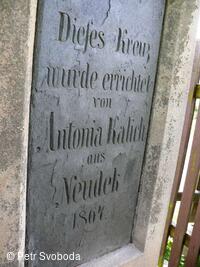 Dieses Kreuz
wurde errichtet
von
Antonia Kalich
aus
Neudek
1867.
© Petr Svoboda